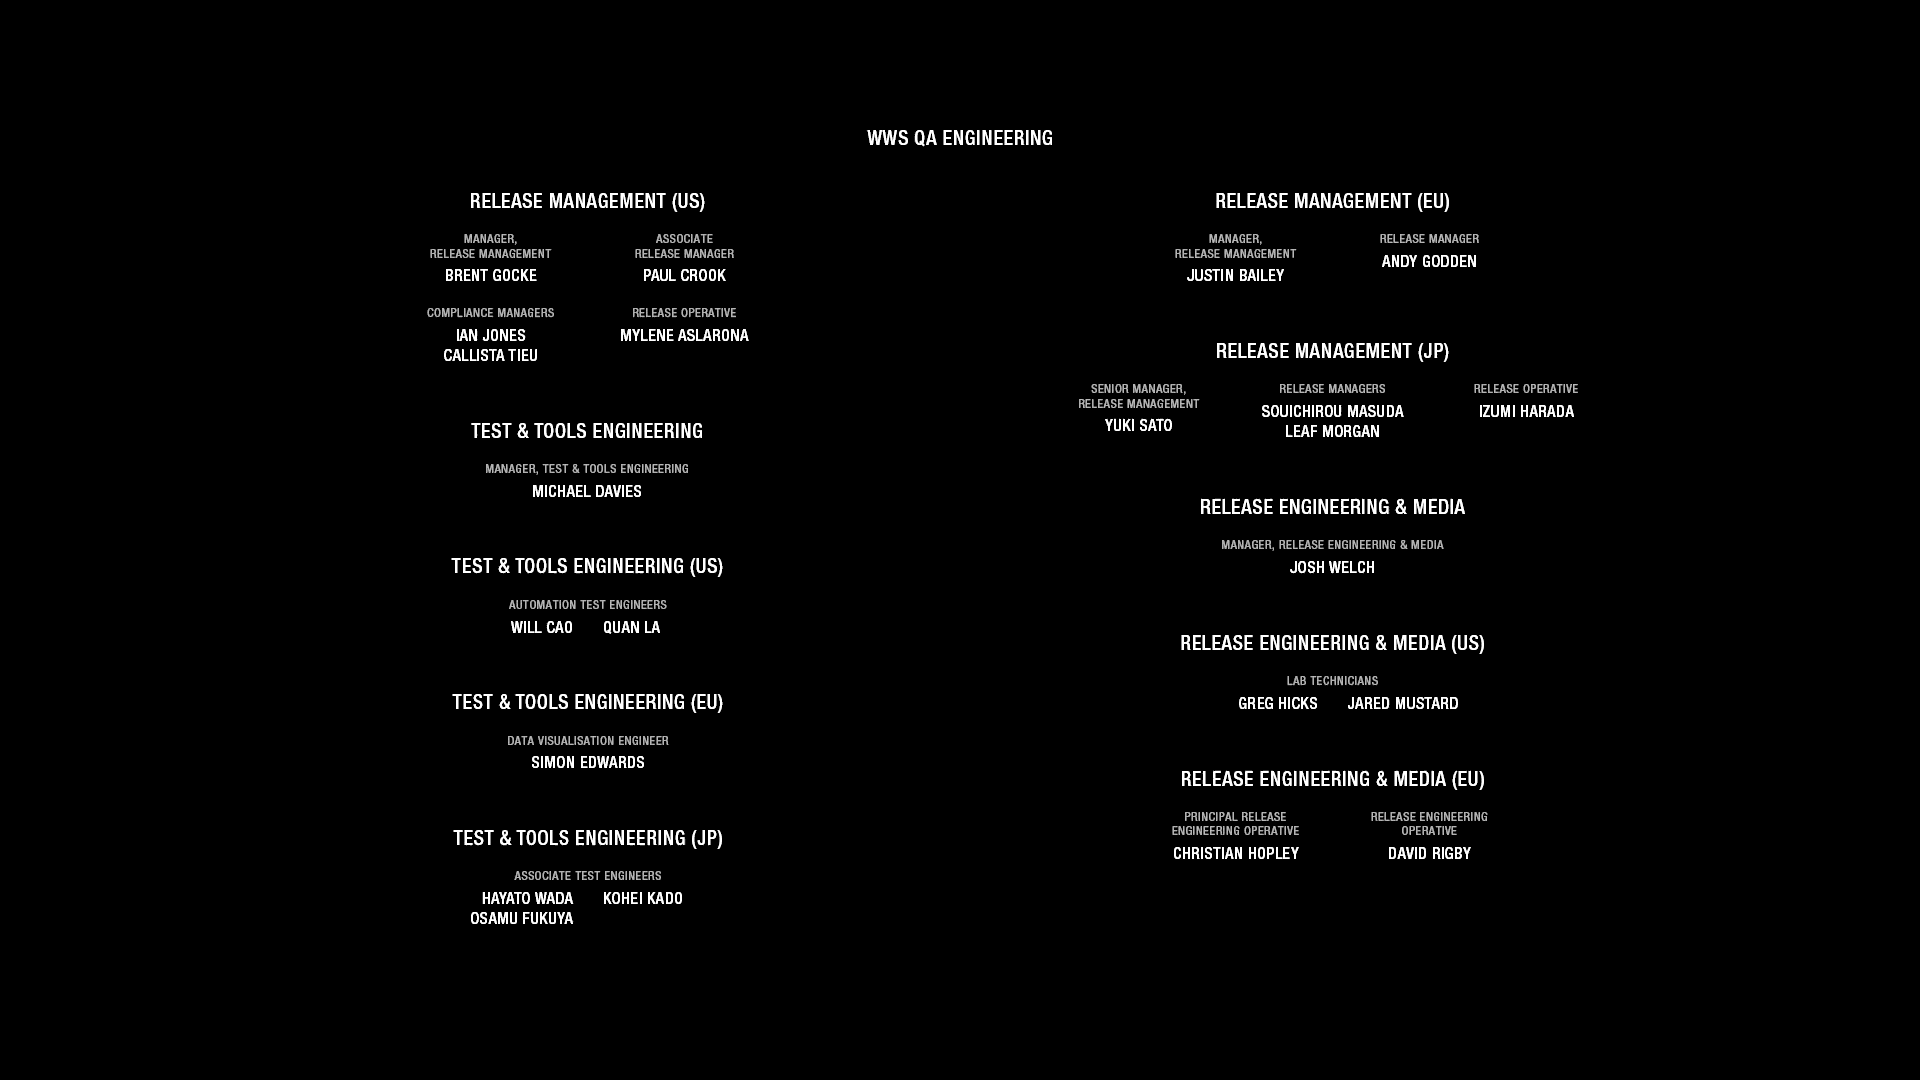 WWS QA ENGINEERING
RELEASE MANAGEMENT (US)
MANAGER,
RELEASE MANAGEMENT
BRENT GOCKE
ASSOCIATE
RELEASE MANAGER
PAUL CROOK
COMPLIANCE MANAGERS
IAN JONES
CALLISTA TIEU
RELEASE OPERATIVE
MYLENE ASLARONA
TEST & TOOLS ENGINEERING
MANAGER, TEST & TOOLS ENGINEERING
MICHAEL DAVIES
TEST & TOOLS ENGINEERING (US)
AUTOMATION TEST ENGINEERS
WILL CAO QUAN LA
TEST & TOOLS ENGINEERING (EU)
DATA VISUALISATION ENGINEER
SIMON EDWARDS
TEST & TOOLS ENGINEERING (JP)
ASSOCIATE TEST ENGINEERS
HAYATO WADA KOHEI KADO
OSAMU FUKUYA
RELEASE MANAGEMENT (EU)
MANAGER,
RELEASE MANAGEMENT
JUSTIN BAILEY
RELEASE MANAGER
ANDY GODDEN
RELEASE MANAGEMENT (JP)
SENIOR MANAGER,
RELEASE MANAGEMENT
YUKI SATO
RELEASE MANAGERS
SOUICHIROU MASUDA
LEAF MORGAN
RELEASE OPERATIVE
IZUMI HARADA
RELEASE ENGINEERING & MEDIA
MANAGER, RELEASE ENGINEERING & MEDIA
JOSH WELCH
RELEASE ENGINEERING & MEDIA (US)
LAB TECHNICIANS
GREG HICKS JARED MUSTARD
RELEASE ENGINEERING & MEDIA (EU)
PRINCIPAL RELEASE
ENGINEERING OPERATIVE
CHRISTIAN HOPLEY
RELEASE ENGINEERING
OPERATIVE
DAVID RIGBY